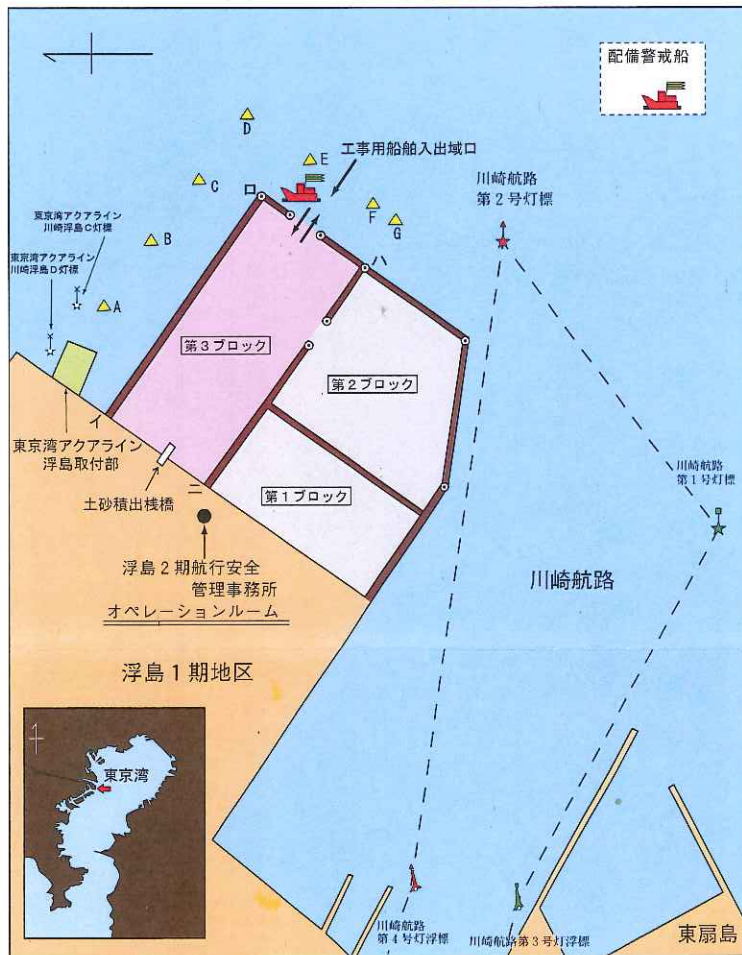 配備警戒船
D
E
工事用船舶入出域口
C
ロ
川崎航路
第2号灯標
東京湾アクアライン
川崎浮島C灯標
F
G
B
東京湾アクアライン
川崎浮島D灯標
ハ
A
第3ブロック
第2ブロック
イ
東京湾アクアライン
浮島取付部
川崎航路
第1号灯標
ニ
第1ブロック
土砂積出桟橋
浮島2期航行安全
管理事務所
オペレーションルーム
川崎航路
浮島1期地区
東京湾
川崎航路
第4号灯浮標
川崎航路第3号灯浮標
東扇島